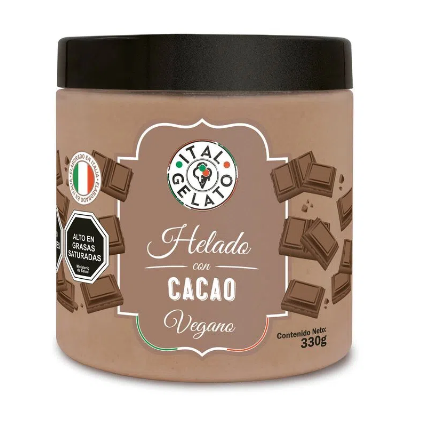 ITAL
GELATO
Helado
con
CACAO
Vegano
ALTO EN
GRASAS
SATURADAS
Contenido Neto:
330g